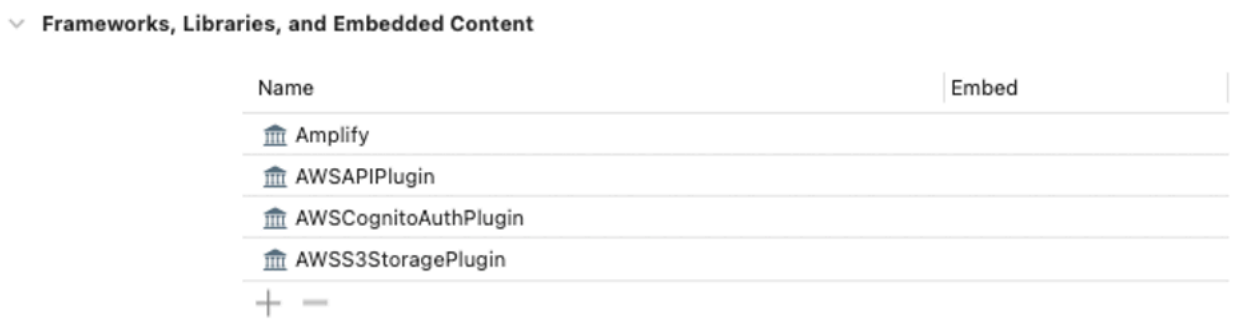 Frameworks, Libraries, and Embedded Content
Name Embed
Amplify
AWSAPIPlugin
AWSCognitoAuthPlugin
AWSS3StoragePlugin